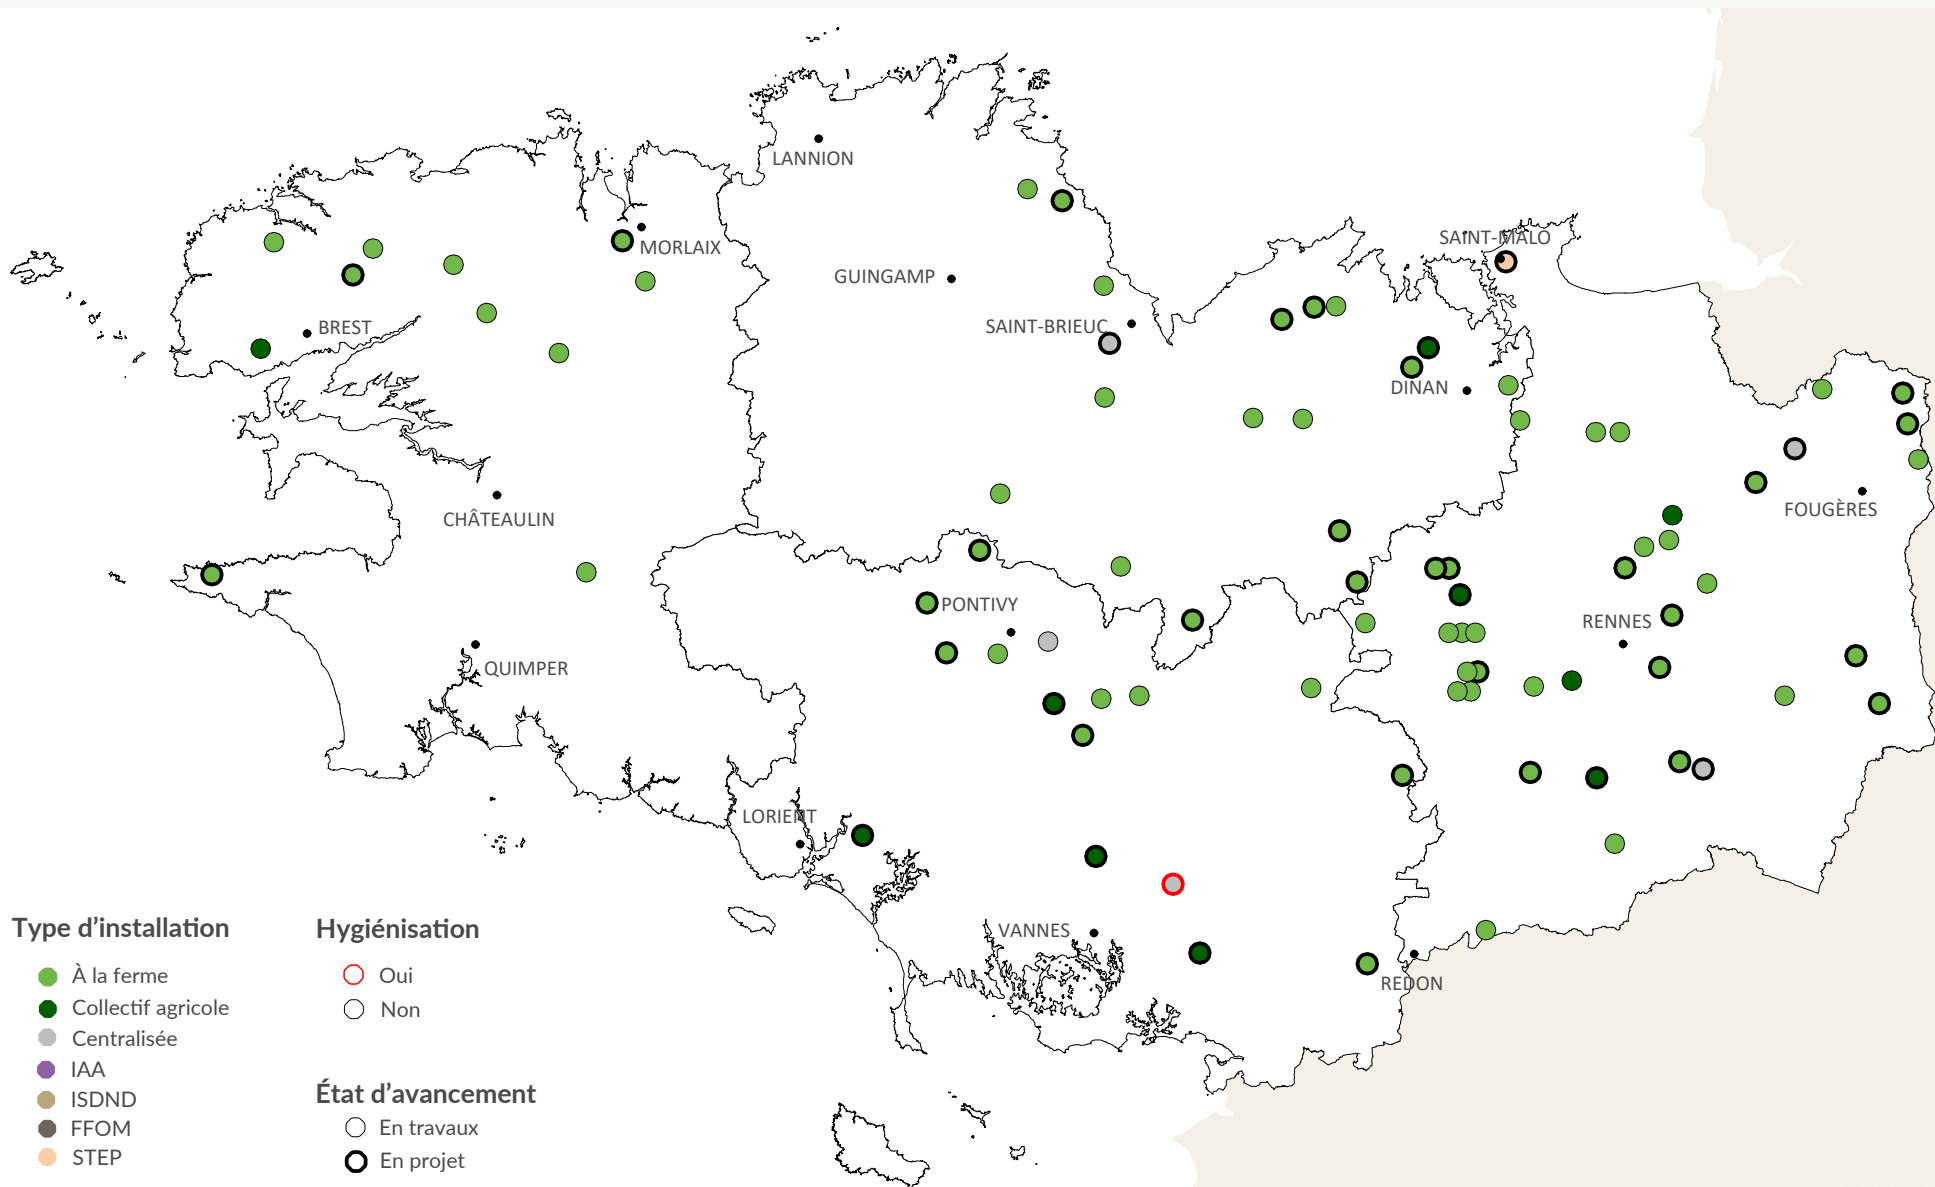 LANNION
SAINT-MALO
MORLAIX
GUINGAMP
SAINT-BRIEUC
BREST
DINAN
FOUGÈRES
CHÂTEAULIN
PONTIVY
RENNES
QUIMPER
LORIENT
VANNES
REDON
Type d’installation
À la ferme
Collectif agricole
Centralisée
IAA
ISDND
FFOM
STEP
Hygiénisation
Oui
Non
État d’avancement
En travaux
En projet